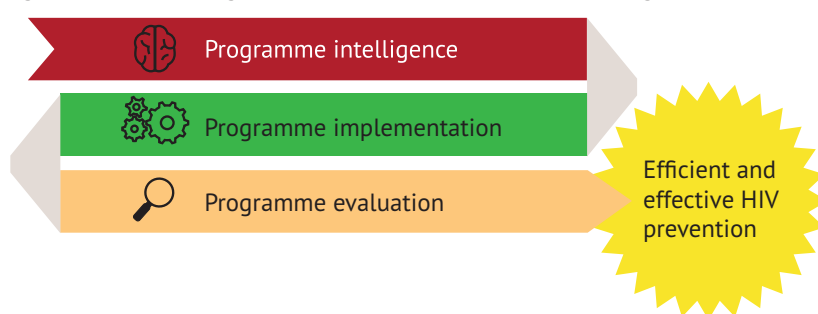 Programme intelligence
Programme implementation
Programme evaluation
Efficient and
effective HIV
prevention